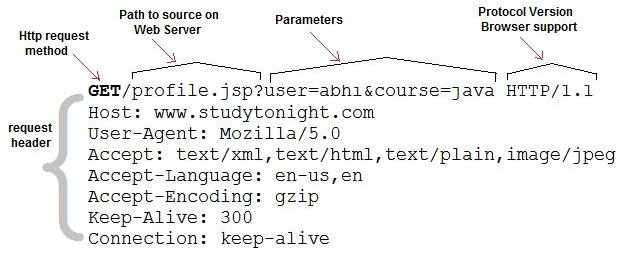 Path to source on
Web Server
Parameters
Protocol Version
Browser support
Http request
method
GET/profile.jsp?user=abhi&course=java HTTP/1.1
request
header
Host: www.studytonight.com
User-Agent: Mozilla/5.0
Accept: text/xml,text/html,text/plain,image/jpeg
Accept-Language: en-us,en
Accept-Encoding: gzip
Keep-Alive: 300
Connection: keep-alive